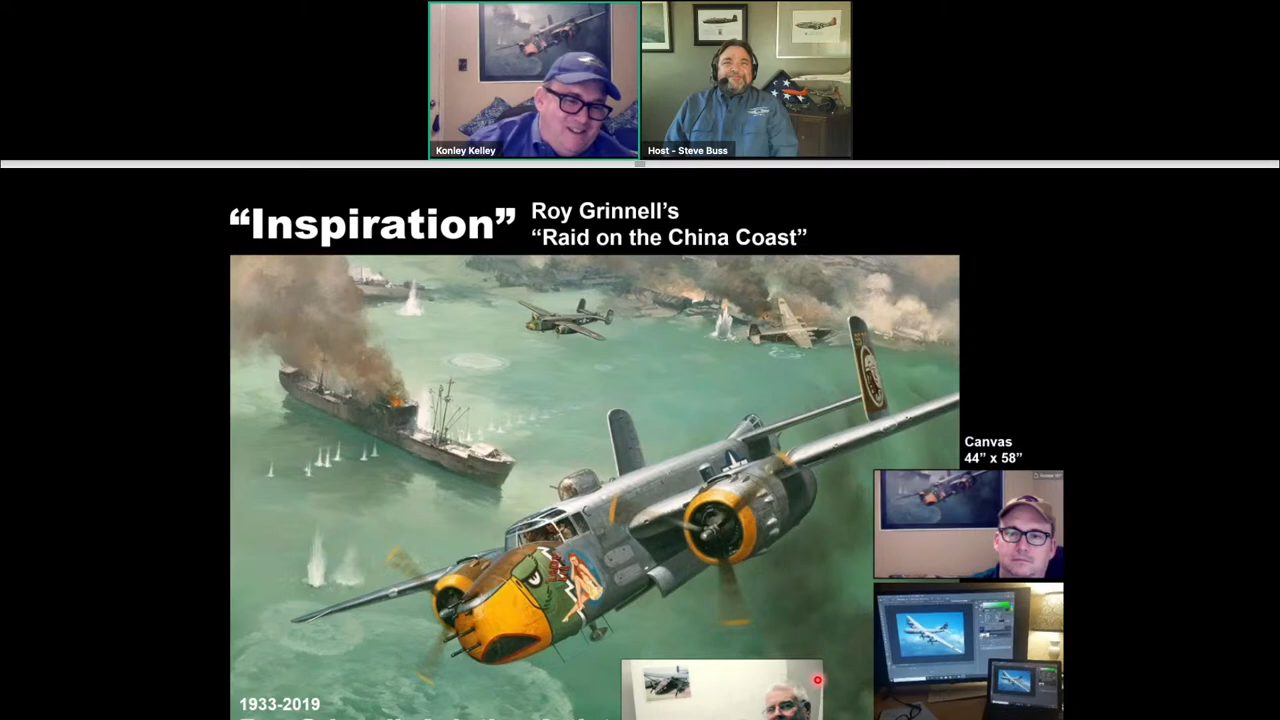 Konley Kelley
Host - Steve Buss
“Inspiration”
Roy Grinnell’s
“Raid on the China Coast”
Canvas
44” x 58”
1933-2019